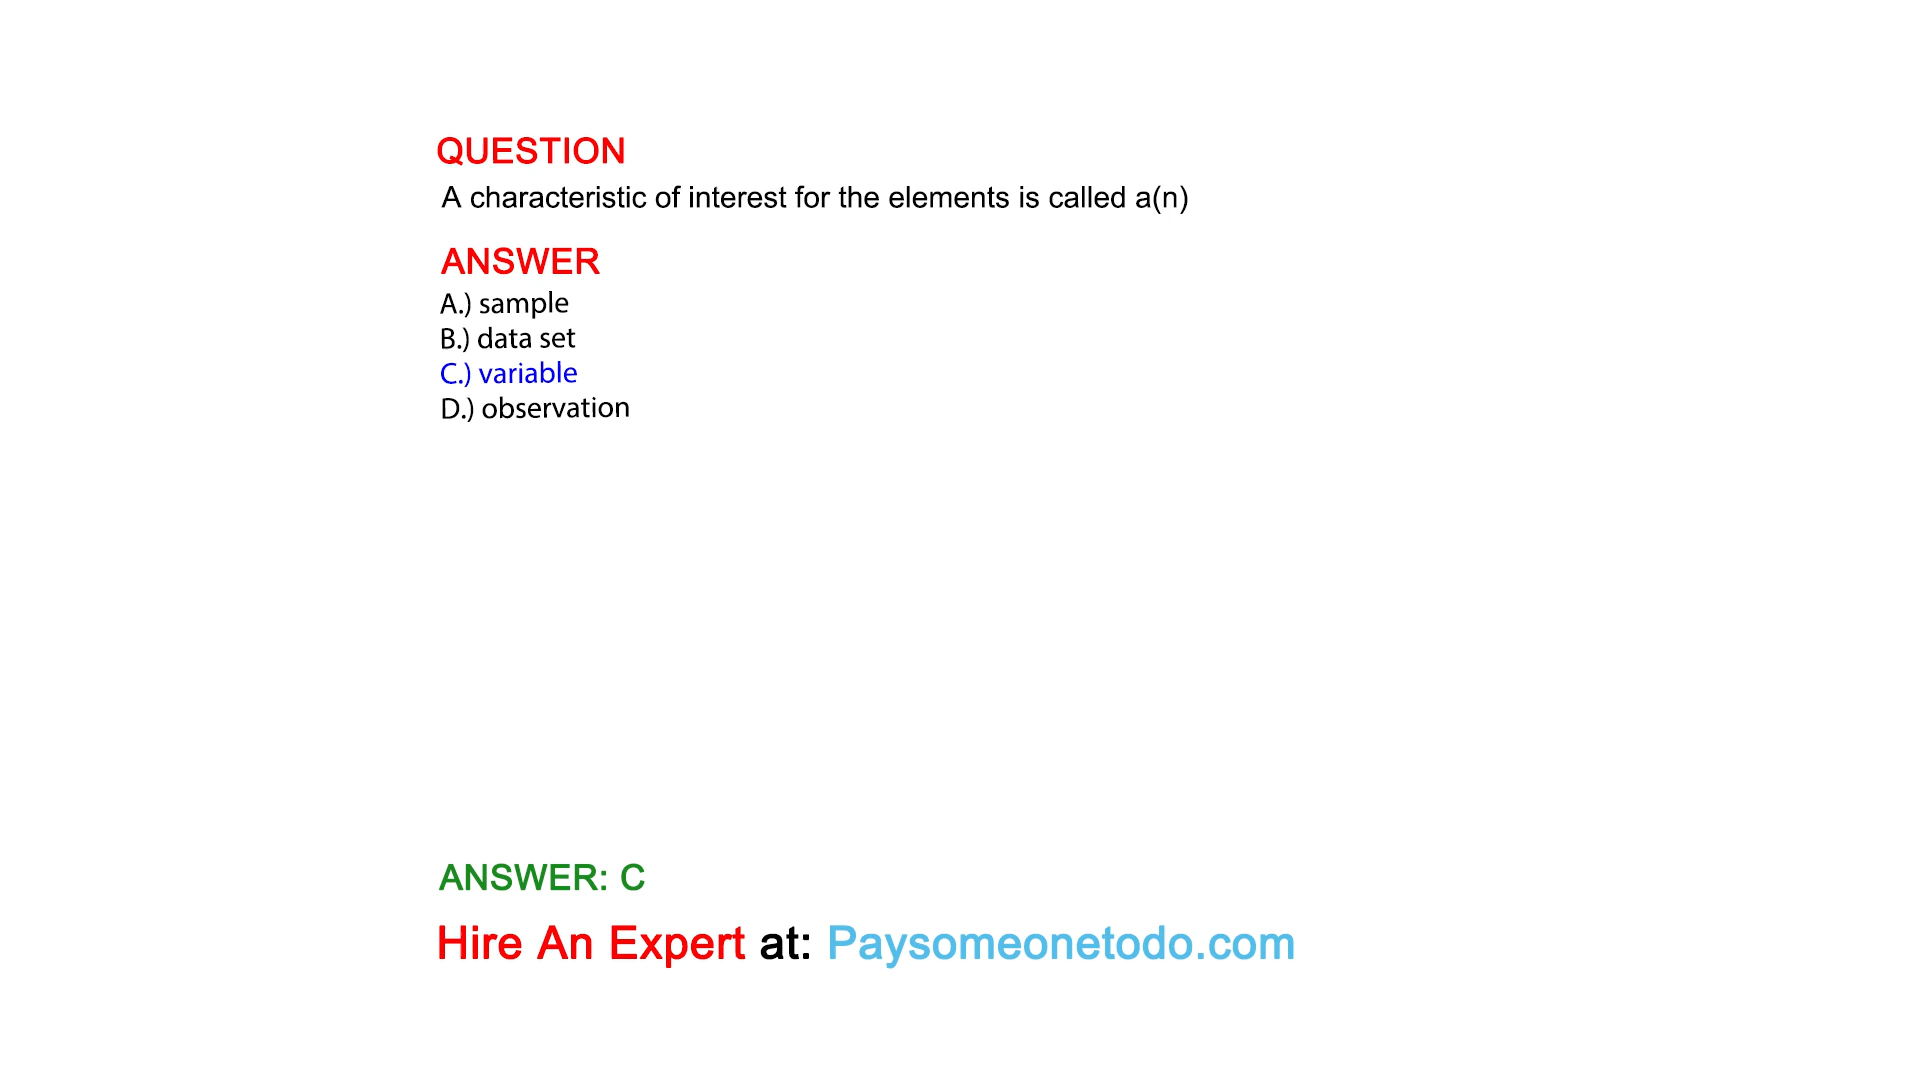 QUESTION
A characteristic of interest for the elements is called a(n)
ANSWER
A.) sample
B.) data set
C.) variable
D.) observation
ANSWER: C
Hire An Expert at: Paysomeonetodo.com